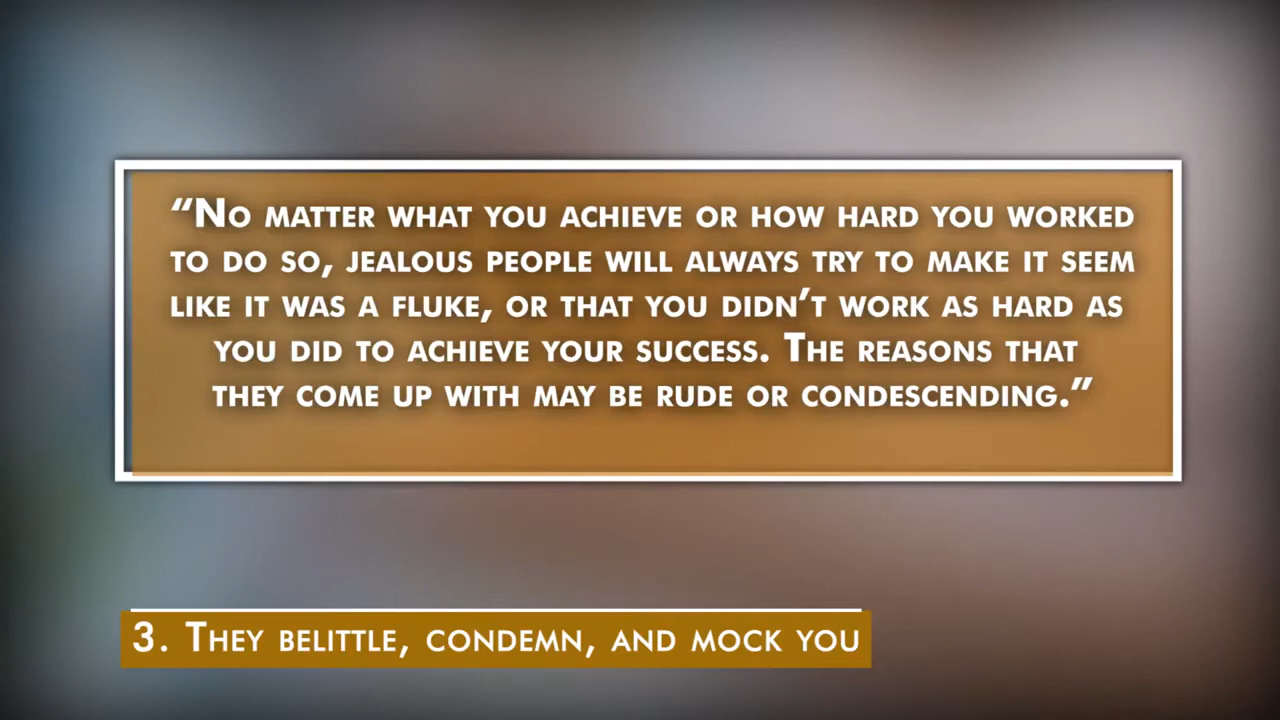 “No matter what you achieve or how hard you worked
to do so, jealous people will always try to make it seem
like it was a fluke, or that you didn’t work as hard as
you did to achieve your success. The reasons that
they come up with may be rude or condescending.”
3. They belittle, condemn, and mock you